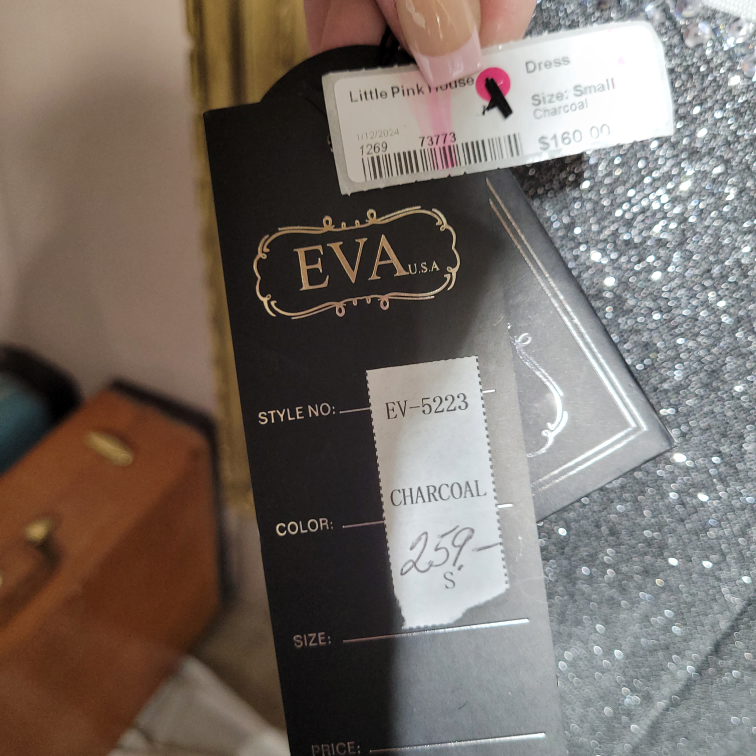 Little Pink House
Dress
Size: Small
Charcoal
1/12/2024
1269
73773
$160.00
EVA U.S.A
STYLE NO:
EV-5223
CHARCOAL
COLOR:
259.-
S
SIZE:
PRICE: